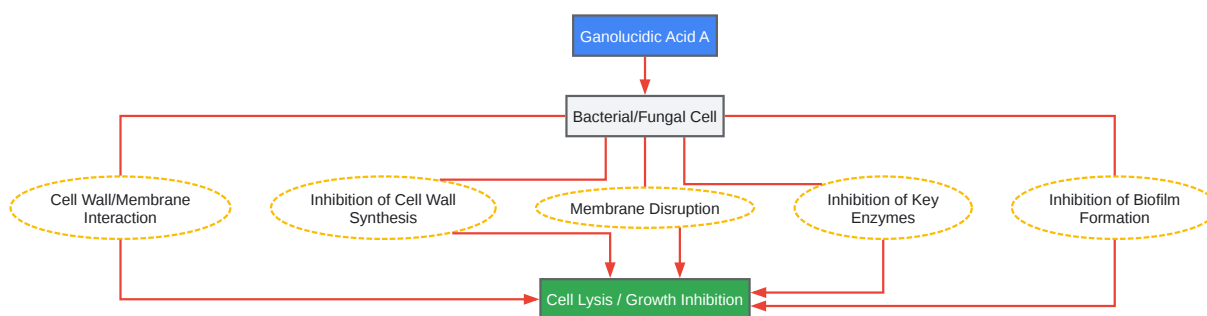 Ganolucidic Acid A
Bacterial/Fungal Cell
Cell Wall/Membrane
Interaction
Inhibition of Cell Wall
Synthesis
Membrane Disruption
Inhibition of Key
Enzymes
Inhibition of Biofilm
Formation
Cell Lysis / Growth Inhibition